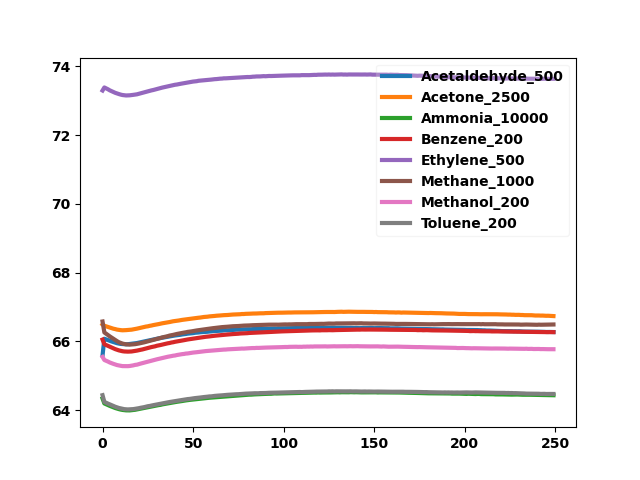 74
72
70
68
66
64
0 50 100 150 200 250
Acetaldehyde_500
Acetone_2500
Ammonia_10000
Benzene_200
Ethylene_500
Methane_1000
Methanol_200
Toluene_200